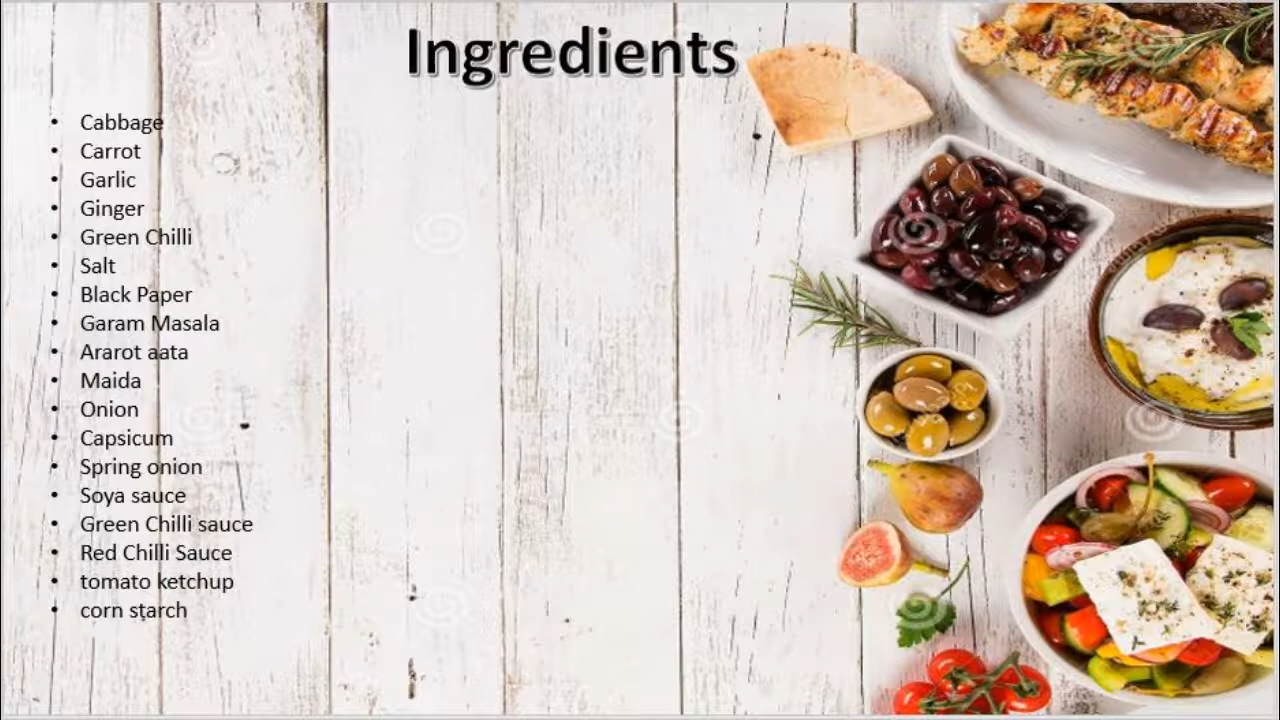 Ingredients
• Cabbage
• Carrot
• Garlic
• Ginger
• Green Chilli
• Salt
• Black Paper
• Garam Masala
• Ararot aata
• Maida
• Onion
• Capsicum
• Spring onion
• Soya sauce
• Green Chilli sauce
• Red Chilli Sauce
• tomato ketchup
• corn starch